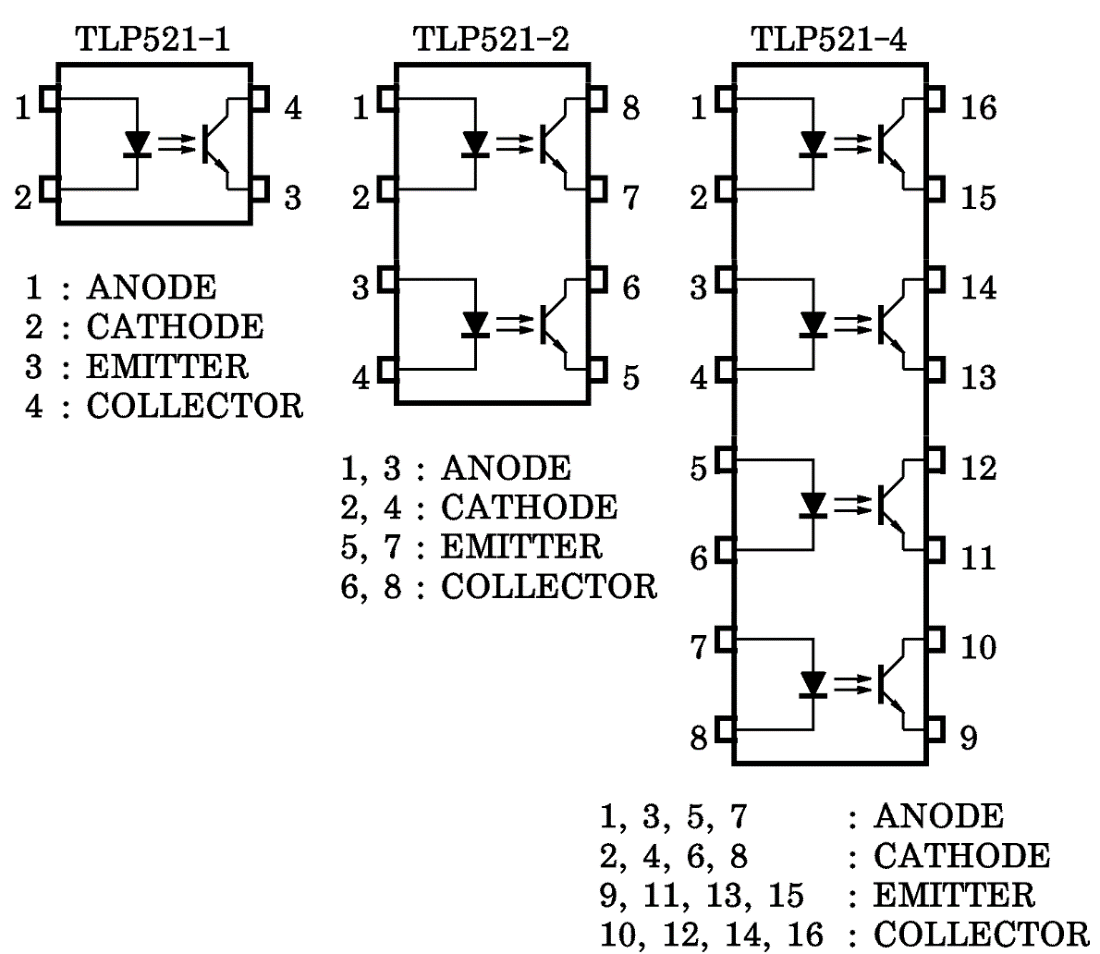 TLP521-1
1
4
2
3
1 : ANODE
2 : CATHODE
3 : EMITTER
4 : COLLECTOR
TLP521-2
1
8
2
7
3
6
4
5
1, 3 : ANODE
2, 4 : CATHODE
5, 7 : EMITTER
6, 8 : COLLECTOR
TLP521-4
1
16
2
15
3
14
4
13
5
12
6
11
7
10
8
9
1, 3, 5, 7 : ANODE
2, 4, 6, 8 : CATHODE
9, 11, 13, 15 : EMITTER
10, 12, 14, 16 : COLLECTOR